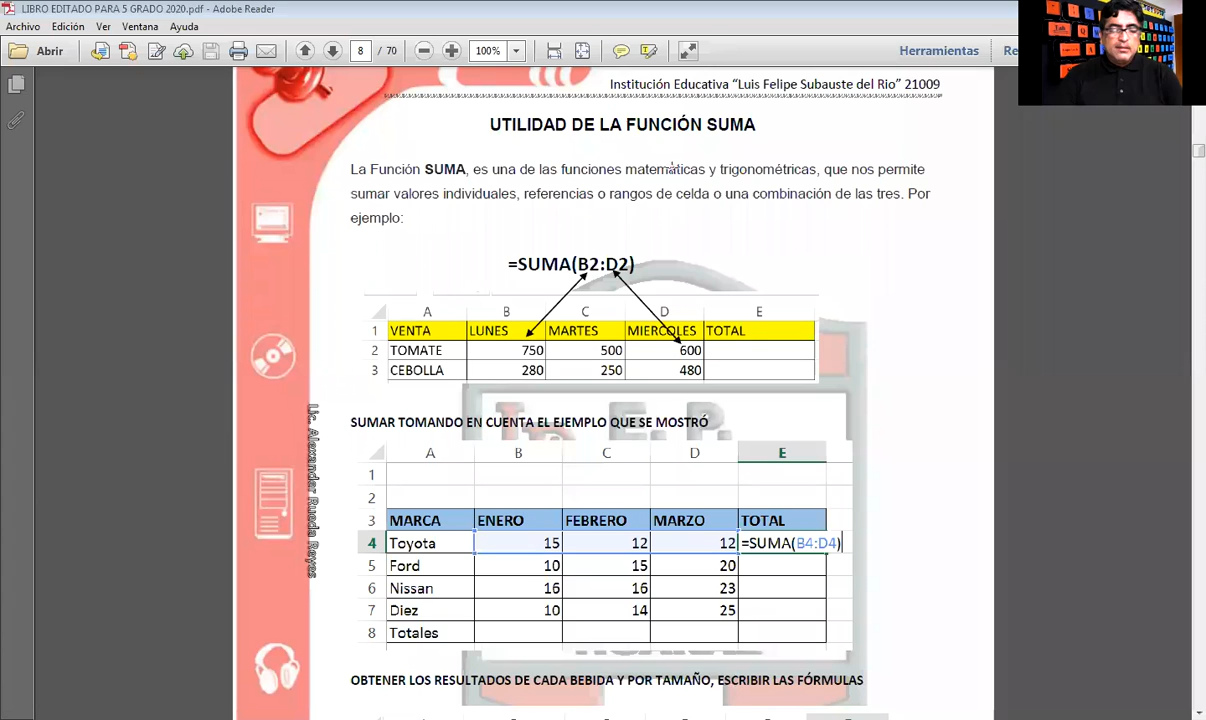 LIBRO EDITADO PARA 5 GRADO 2020.pdf - Adobe Reader
Archivo Edición Ver Ventana Ayuda
Abrir 8 / 70 100% Herramientas
Institución Educativa “Luis Felipe Subauste del Rio” 21009
UTILIDAD DE LA FUNCIÓN SUMA
La Función SUMA, es una de las funciones matemáticas y trigonométricas, que nos permite
sumar valores individuales, referencias o rangos de celda o una combinación de las tres. Por
ejemplo:
=SUMA(B2:D2)
A B C D E
1 VENTA LUNES MARTES MIERCOLES TOTAL
2 TOMATE 750 500 600
3 CEBOLLA 280 250 480
SUMAR TOMANDO EN CUENTA EL EJEMPLO QUE SE MOSTRÓ
A B C D E
1
2
3 MARCA ENERO FEBRERO MARZO TOTAL
4 Toyota 15 12 12 =SUMA(B4:D4)
5 Ford 10 15 20
6 Nissan 16 16 23
7 Diez 10 14 25
8 Totales
Lic. Alexander Rueda Reyes
OBTENER LOS RESULTADOS DE CADA BEBIDA Y POR TAMAÑO, ESCRIBIR LAS FÓRMULAS